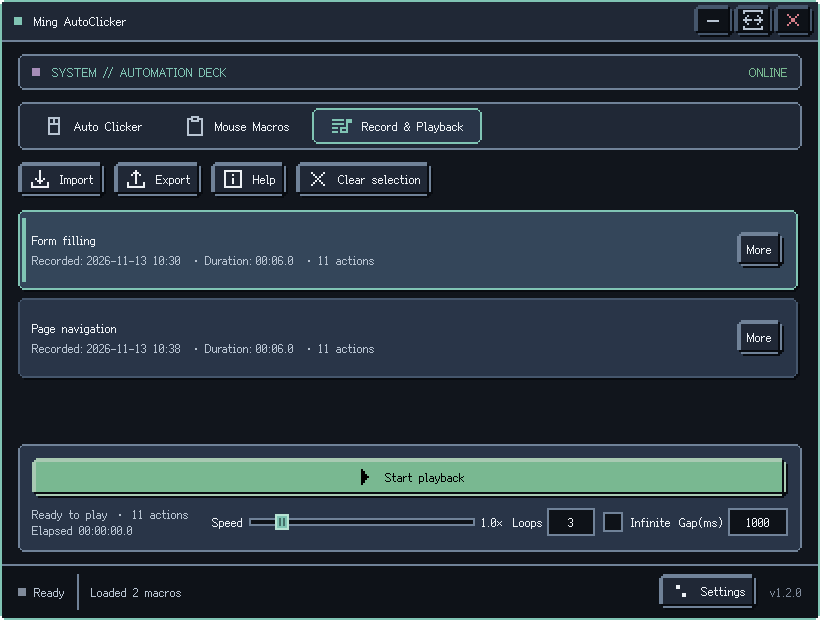 Ming AutoClicker
SYSTEM // AUTOMATION DECK
ONLINE
Auto Clicker
Mouse Macros
Record & Playback
Import
Export
Help
Clear selection
Form filling
Recorded: 2026-11-13 10:30 · Duration: 00:06.0 · 11 actions
More
Page navigation
Recorded: 2026-11-13 10:38 · Duration: 00:06.0 · 11 actions
More
Start playback
Ready to play · 11 actions
Elapsed 00:00:00.0
Speed
1.0×
Loops
3
Infinite
Gap(ms)
1000
Ready
Loaded 2 macros
Settings
v1.2.0